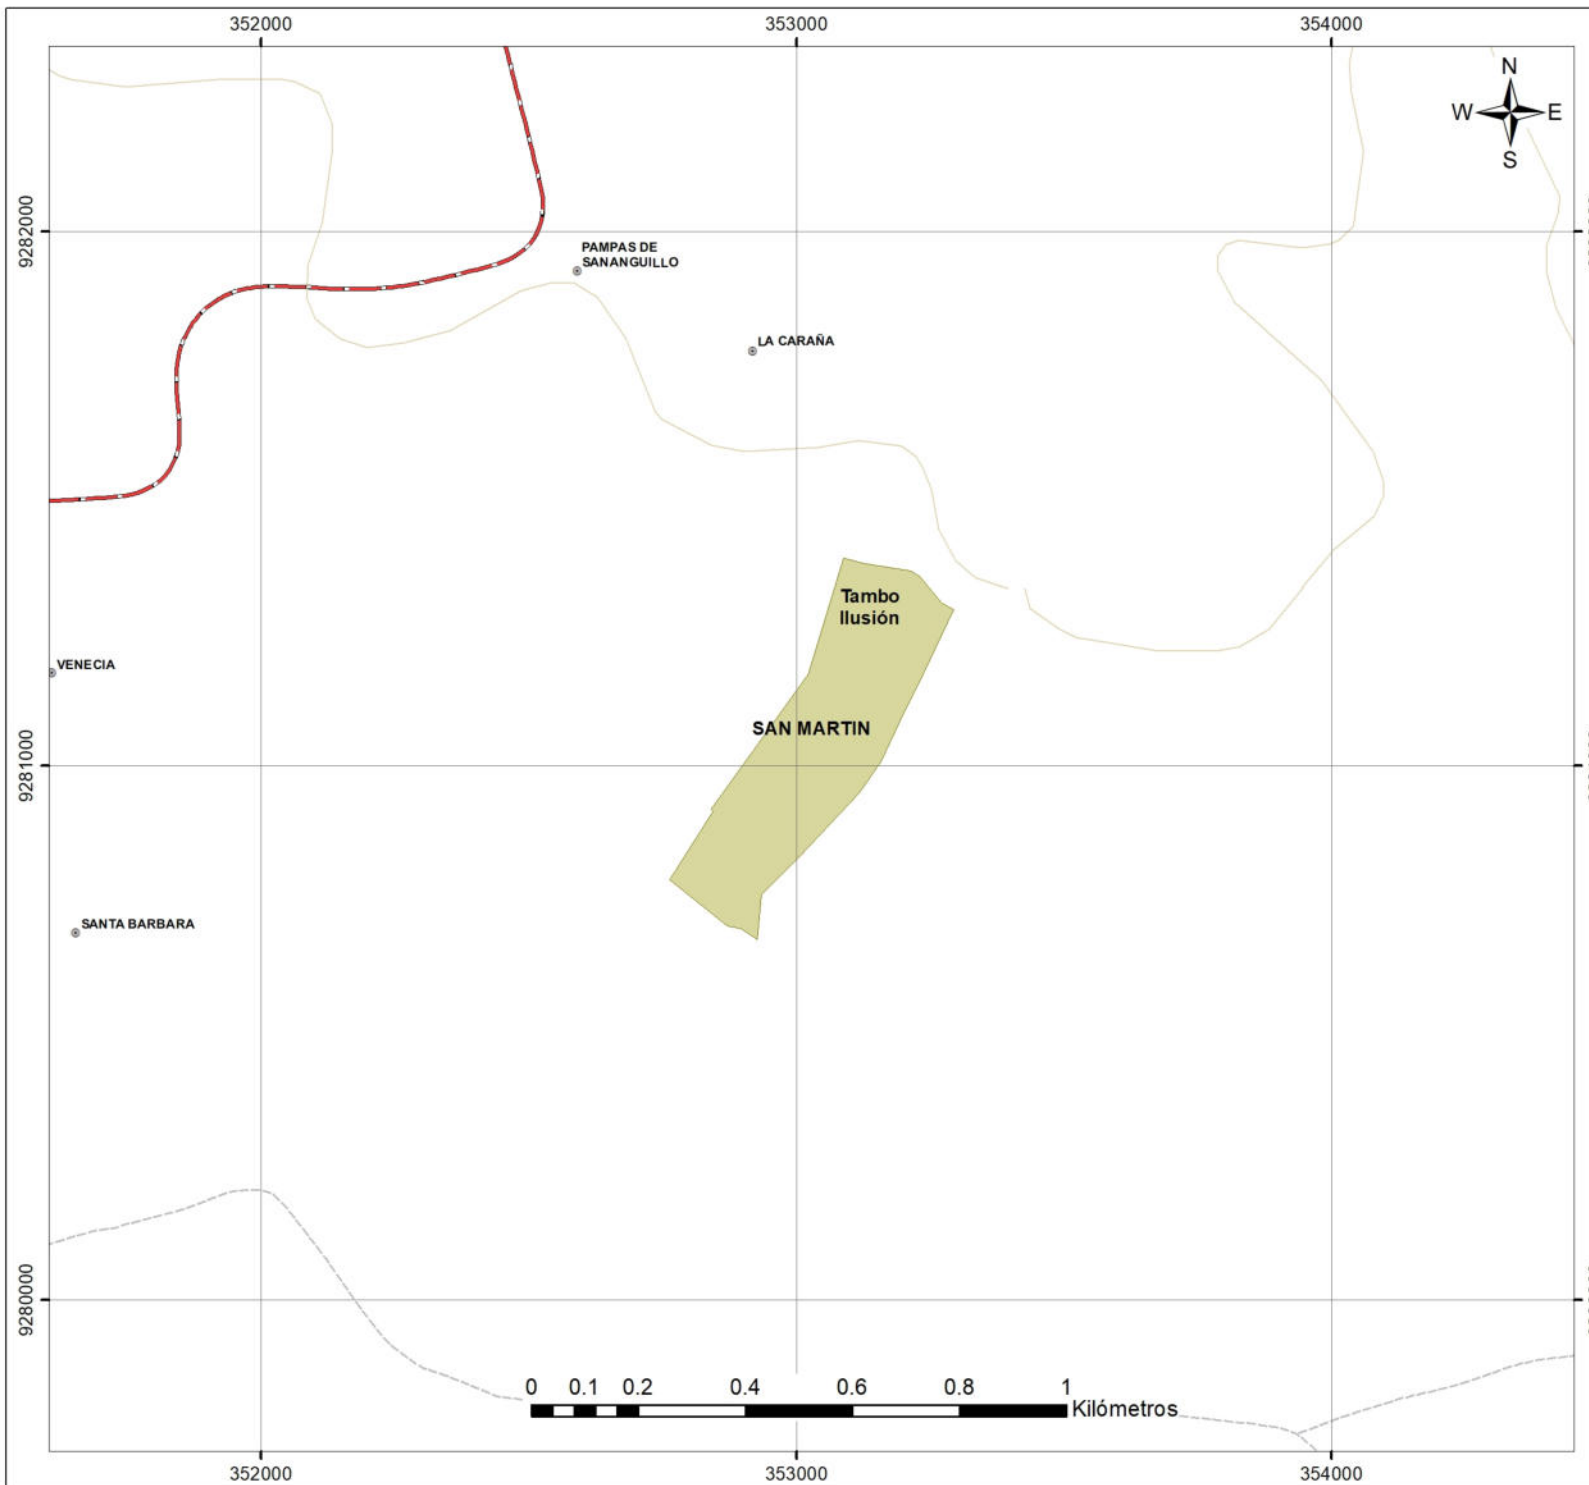 352000
353000
354000
N
W E
S
9282000
PAMPAS DE
SANANGUILLO
LA CARAÑA
Tambo
Ilusión
VENECIA
SAN MARTIN
9281000
SANTA BARBARA
9280000
0 0.1 0.2 0.4 0.6 0.8 1
Kilómetros
352000
353000
354000